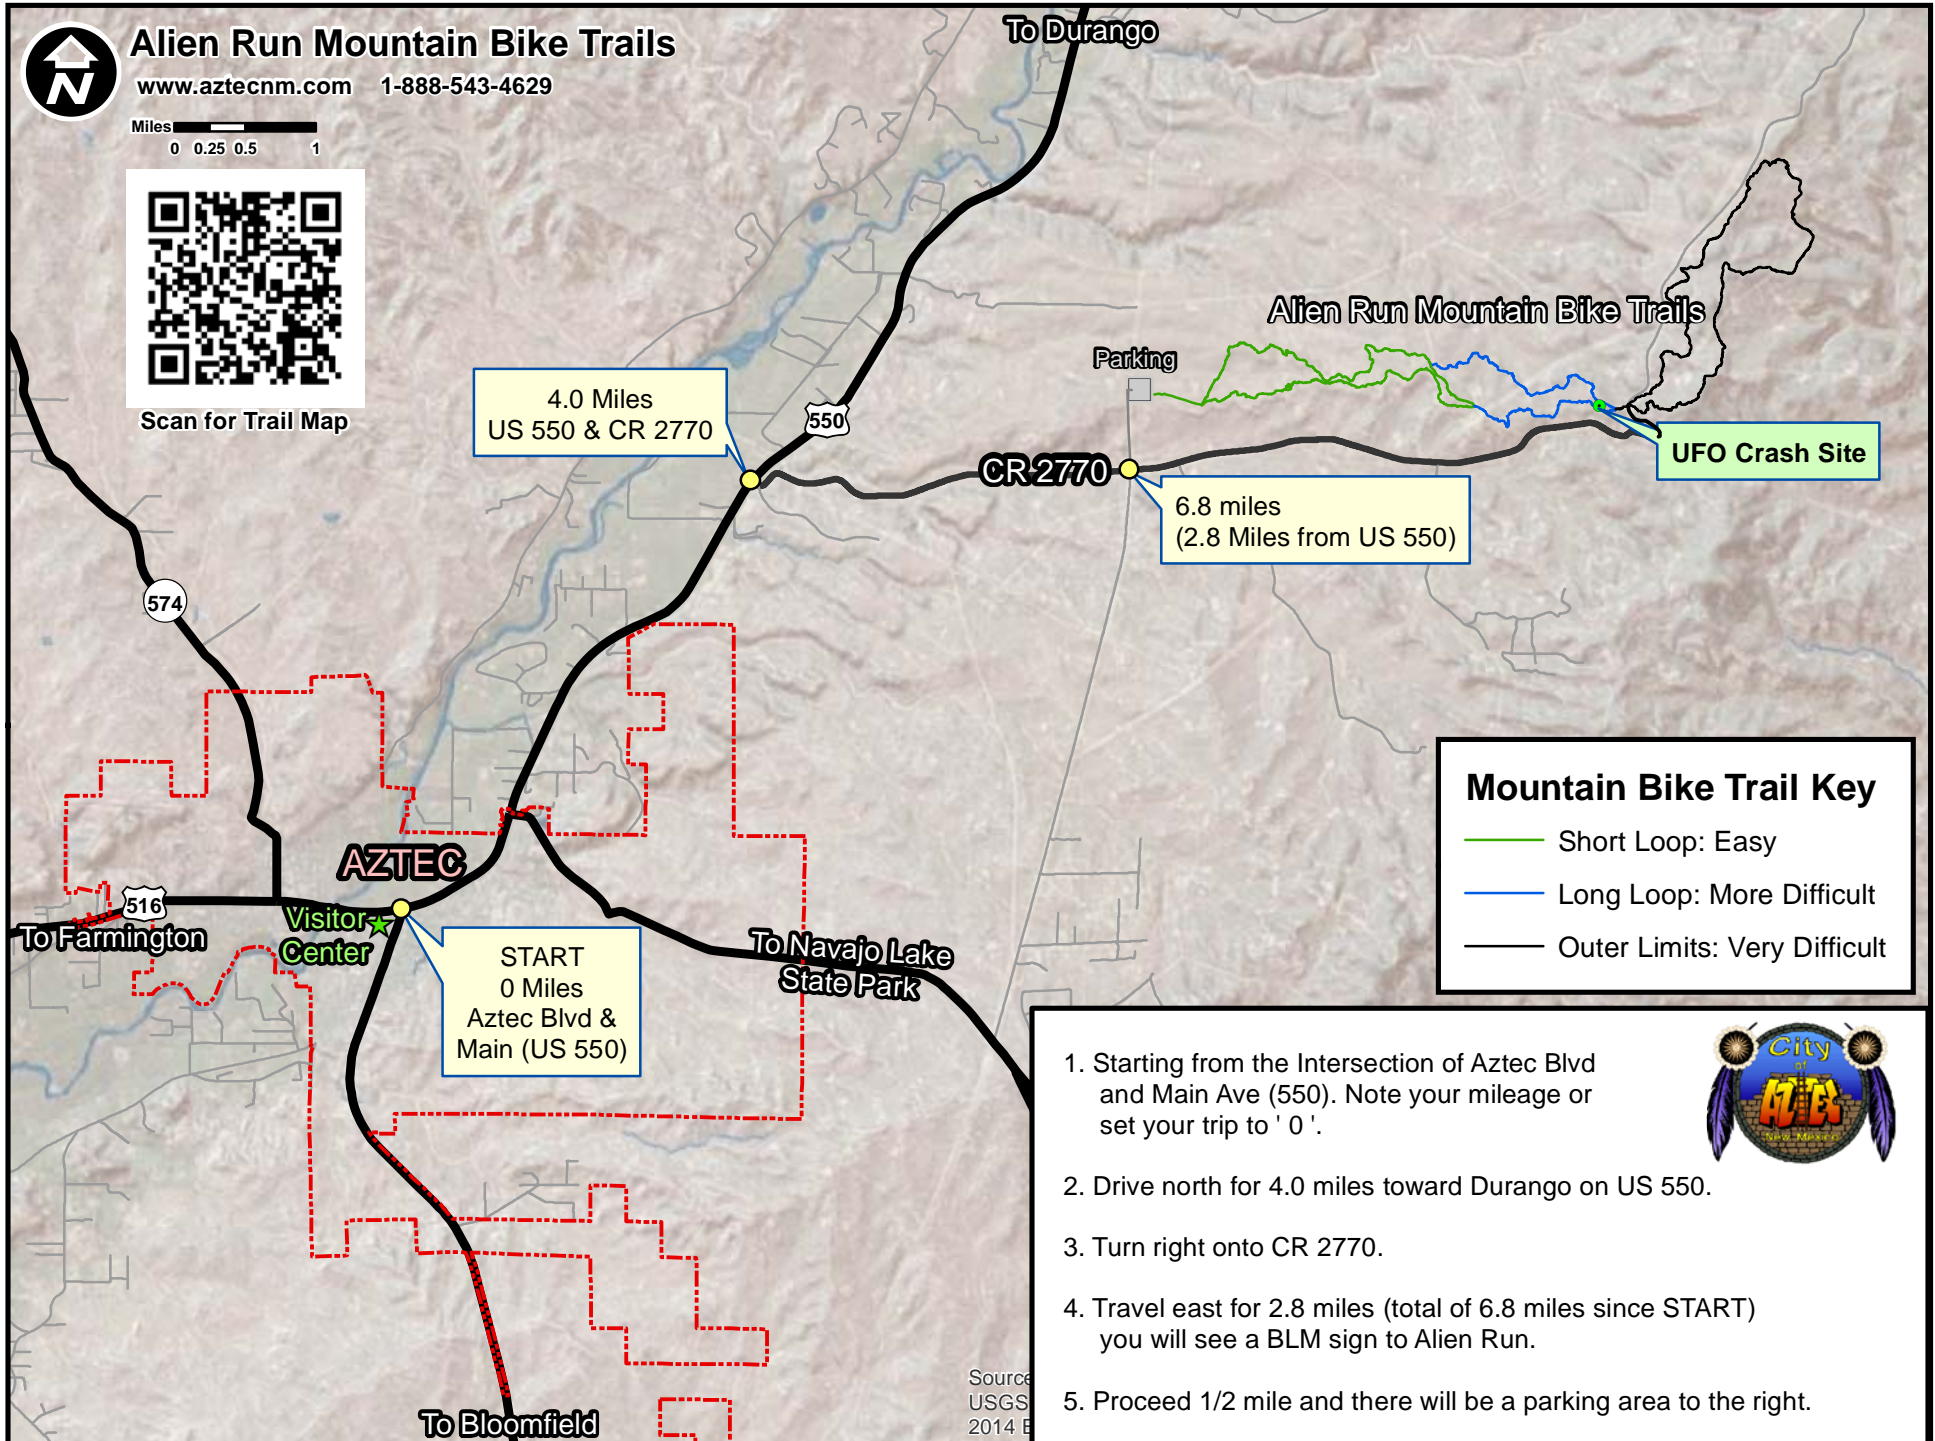 Alien Run Mountain Bike Trails
www.aztecnm.com 1-888-543-4629
Miles
0 0.25 0.5 1
Scan for Trail Map
To Durango
4.0 Miles
US 550 & CR 2770
550
Alien Run Mountain Bike Trails
Parking
CR 2770
UFO Crash Site
6.8 miles
(2.8 Miles from US 550)
574
AZTEC
516
To Farmington
Visitor
Center
START
0 Miles
Aztec Blvd &
Main (US 550)
To Navajo Lake
State Park
To Bloomfield
Mountain Bike Trail Key
Short Loop: Easy
Long Loop: More Difficult
Outer Limits: Very Difficult
City
of
AZTEC
New Mexico
1. Starting from the Intersection of Aztec Blvd
and Main Ave (550). Note your mileage or
set your trip to ' 0 '.
2. Drive north for 4.0 miles toward Durango on US 550.
3. Turn right onto CR 2770.
4. Travel east for 2.8 miles (total of 6.8 miles since START)
you will see a BLM sign to Alien Run.
5. Proceed 1/2 mile and there will be a parking area to the right.
Source
USGS
2014 E
N